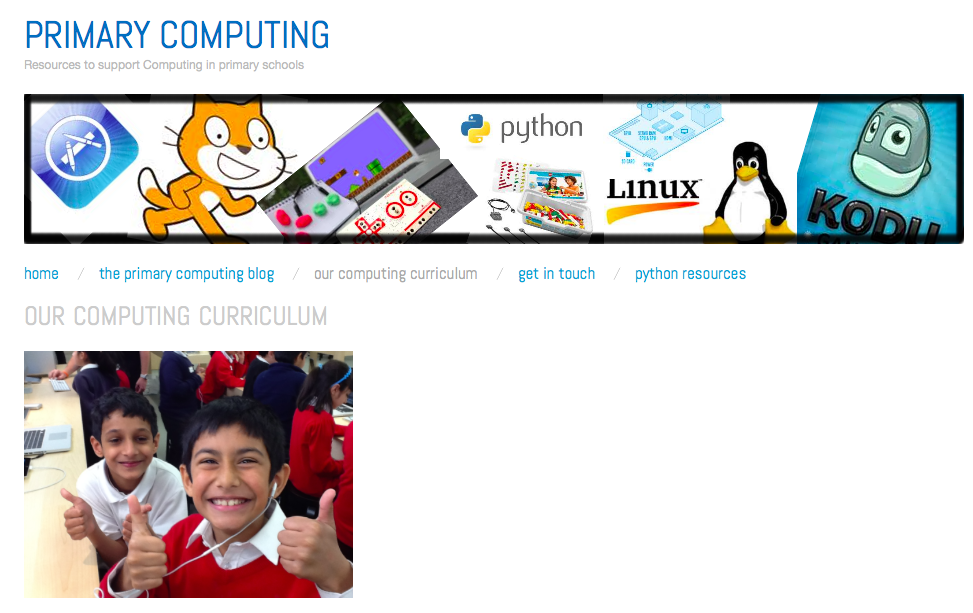 PRIMARY COMPUTING
Resources to support Computing in primary schools
python
Linux
KODU
home / the primary computing blog / our computing curriculum / get in touch / python resources
OUR COMPUTING CURRICULUM